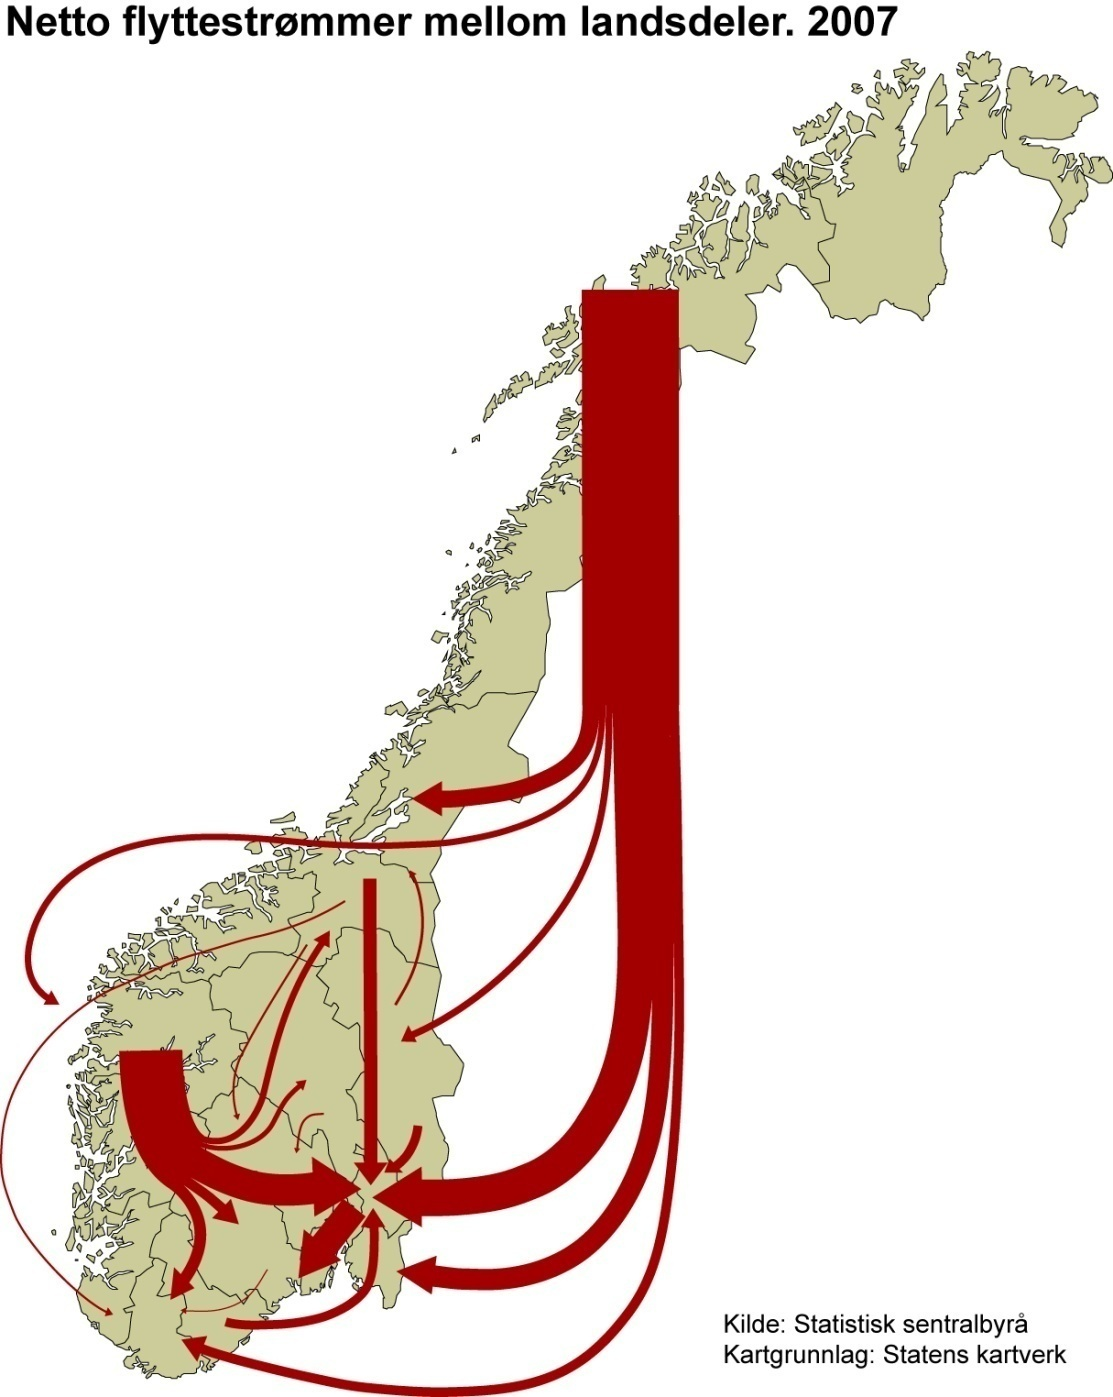 Netto flyttestrømmer mellom landsdeler. 2007
Kilde: Statistisk sentralbyrå
Kartgrunnlag: Statens kartverk